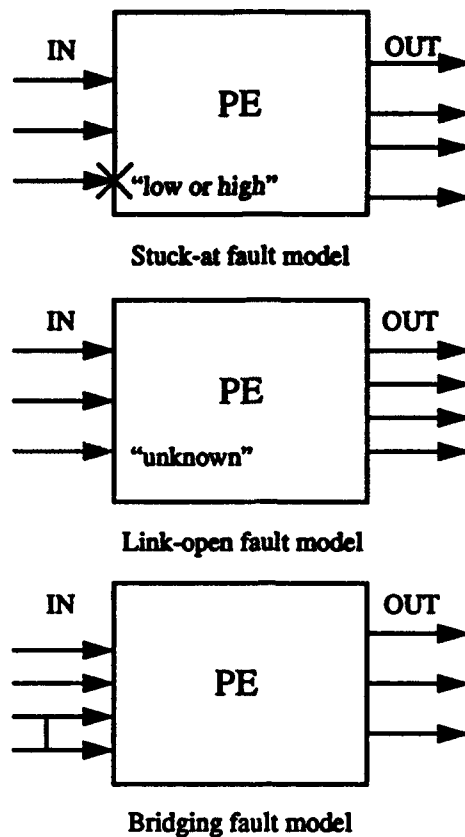 IN OUT
PE
“low or high”
Stuck-at fault model
IN OUT
PE
“unknown”
Link-open fault model
IN OUT
PE
Bridging fault model